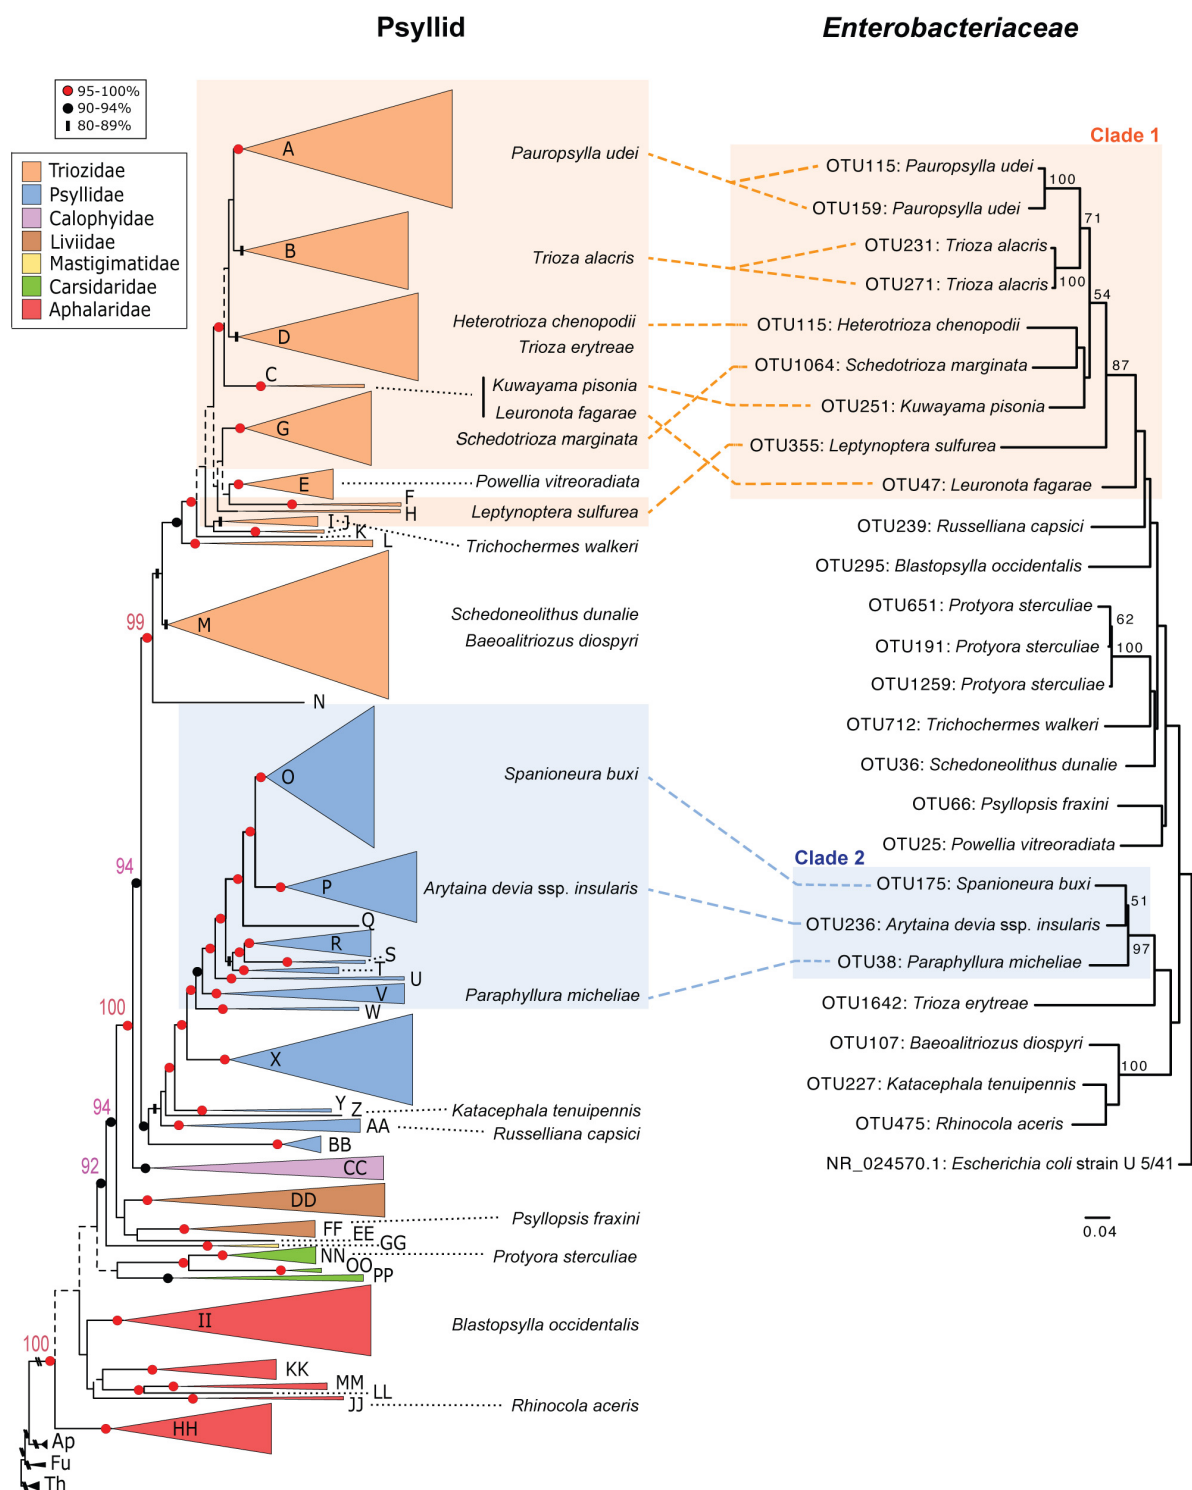 Psyllid
Enterobacteriaceae
95-100%
90-94%
80-89%
Triozidae
Psyllidae
Calophyidae
Liviidae
Mastigimatidae
Carsidaridae
Aphalaridae
A
B
D
C
G
E
F
H
I
J
K
L
M
N
O
P
Q
R
S
T
U
V
W
X
Y
Z
AA
BB
CC
DD
FF
EE
GG
NN
OO
PP
II
KK
MM
LL
JJ
HH
Ap
Fu
Th
99
94
100
94
92
100
Pauropsylla udei
Trioza alacris
Heterotrioza chenopodii
Trioza erytreae
Kuwayama pisonia
Leuronota fagarae
Schedotrioza marginata
Powellia vitreoradiata
Leptynoptera sulfurea
Trichochermes walkeri
Schedoneolithus dunalie
Baeoalitriozus diospyri
Spanioneura buxi
Arytaina devia ssp. insularis
Paraphyllura micheliae
Katacephala tenuipennis
Russelliana capsici
Psyllopsis fraxini
Protyora sterculiae
Blastopsylla occidentalis
Rhinocola aceris
Clade 1
OTU115: Pauropsylla udei
OTU159: Pauropsylla udei
OTU231: Trioza alacris
OTU271: Trioza alacris
OTU115: Heterotrioza chenopodii
OTU1064: Schedotrioza marginata
OTU251: Kuwayama pisonia
OTU355: Leptynoptera sulfurea
OTU47: Leuronota fagarae
OTU239: Russelliana capsici
OTU295: Blastopsylla occidentalis
OTU651: Protyora sterculiae
OTU191: Protyora sterculiae
OTU1259: Protyora sterculiae
OTU712: Trichochermes walkeri
OTU36: Schedoneolithus dunalie
OTU66: Psyllopsis fraxini
OTU25: Powellia vitreoradiata
Clade 2
OTU175: Spanioneura buxi
OTU236: Arytaina devia ssp. insularis
OTU38: Paraphyllura micheliae
OTU1642: Trioza erytreae
OTU107: Baeoalitriozus diospyri
OTU227: Katacephala tenuipennis
OTU475: Rhinocola aceris
NR_024570.1: Escherichia coli strain U 5/41
100
71
100
54
87
62
100
51
97
100
0.04